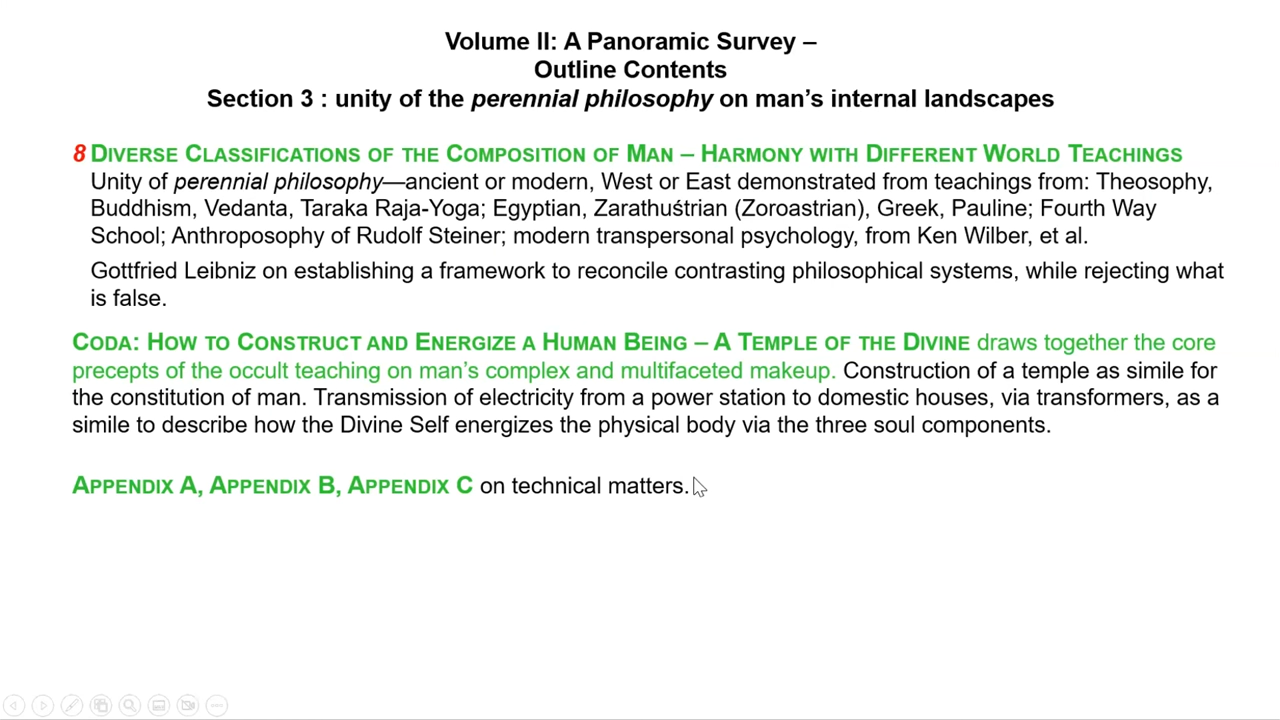 Volume II: A Panoramic Survey –
Outline Contents
Section 3 : unity of the perennial philosophy on man's internal landscapes
8 DIVERSE CLASSIFICATIONS OF THE COMPOSITION OF MAN – HARMONY WITH DIFFERENT WORLD TEACHINGS
Unity of perennial philosophy—ancient or modern, West or East demonstrated from teachings from: Theosophy,
Buddhism, Vedanta, Taraka Raja-Yoga; Egyptian, Zarathuśtrian (Zoroastrian), Greek, Pauline; Fourth Way
School; Anthroposophy of Rudolf Steiner; modern transpersonal psychology, from Ken Wilber, et al.
Gottfried Leibniz on establishing a framework to reconcile contrasting philosophical systems, while rejecting what
is false.
CODA: HOW TO CONSTRUCT AND ENERGIZE A HUMAN BEING – A TEMPLE OF THE DIVINE draws together the core
precepts of the occult teaching on man's complex and multifaceted makeup. Construction of a temple as simile for
the constitution of man. Transmission of electricity from a power station to domestic houses, via transformers, as a
simile to describe how the Divine Self energizes the physical body via the three soul components.
APPENDIX A, APPENDIX B, APPENDIX C on technical matters.